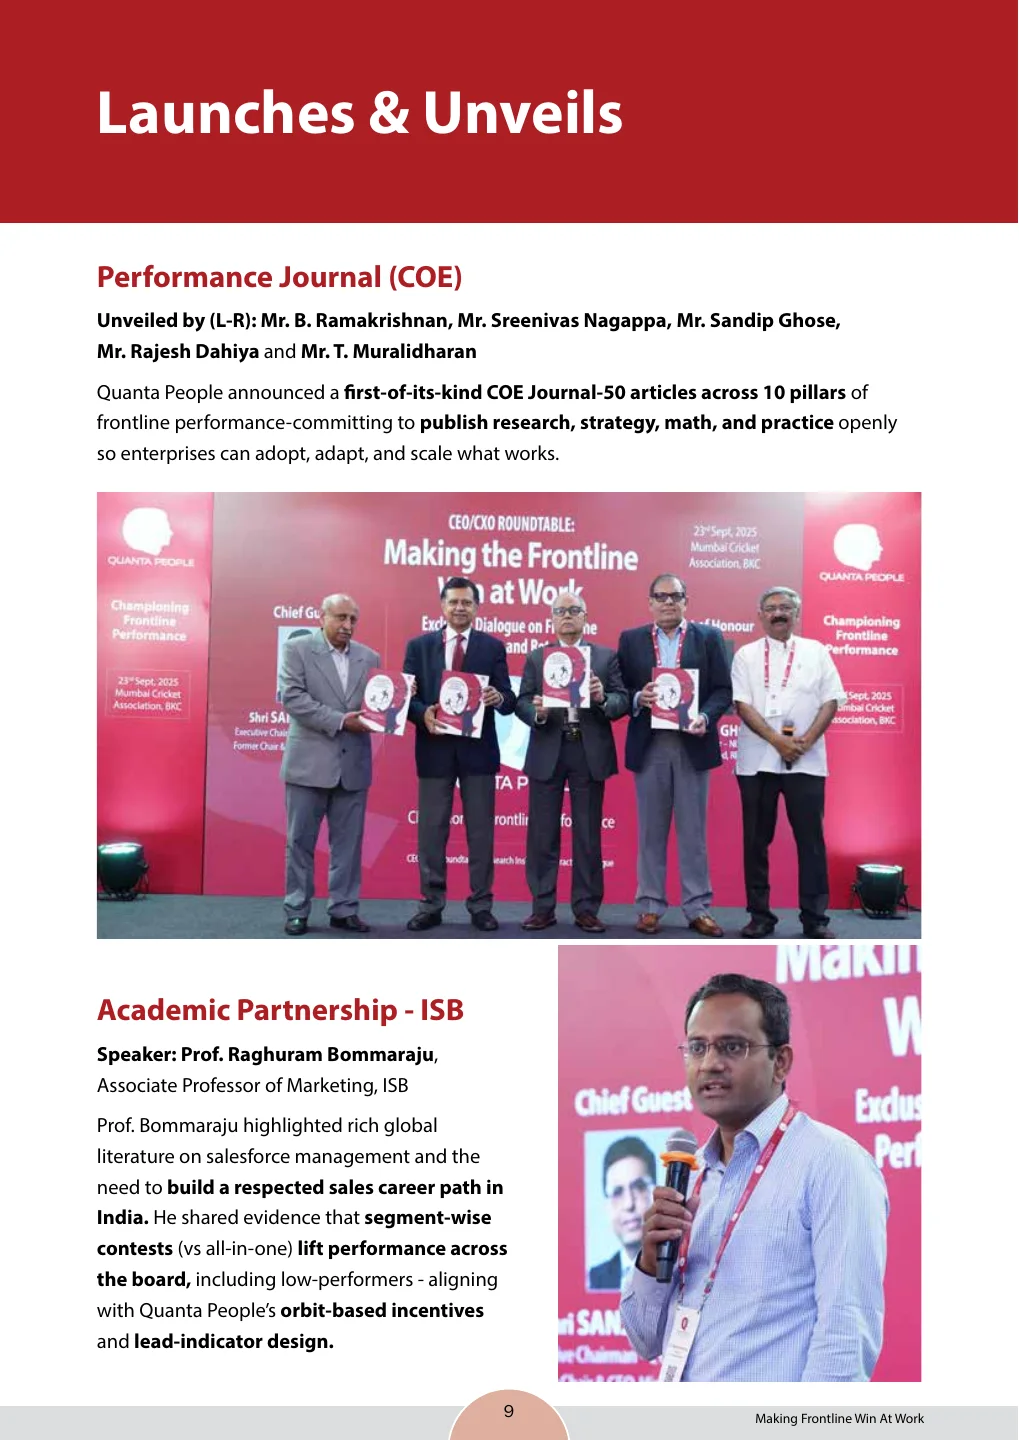 Launches & Unveils
Performance Journal (COE)
Unveiled by (L-R): Mr. B. Ramakrishnan, Mr. Sreenivas Nagappa, Mr. Sandip Ghose,
Mr. Rajesh Dahiya and Mr. T. Muralidharan
Quanta People announced a first-of-its-kind COE Journal-50 articles across 10 pillars of
frontline performance-committing to publish research, strategy, math, and practice openly
so enterprises can adopt, adapt, and scale what works.
QUANTA PEOPLE
Championing
Frontline
Performance
23rd Sept, 2025
Mumbai Cricket
Association, BKC
CEO/CXO ROUNDTABLE:
Making the Frontline
at Work
23rd Sept, 2025
Mumbai Cricket
Association, BKC
Chief
Dialogue on
Honour
Shri
Former Chair &
QUANTA PEOPLE
Championing
Frontline
Performance
Sept, 2025
Academic Partnership - ISB
Speaker: Prof. Raghuram Bommaraju,
Associate Professor of Marketing, ISB
Prof. Bommaraju highlighted rich global
literature on salesforce management and the
need to build a respected sales career path in
India. He shared evidence that segment-wise
contests (vs all-in-one) lift performance across
the board, including low-performers - aligning
with Quanta People's orbit-based incentives
and lead-indicator design.
Chief Guest
9
Making Frontline Win At Work